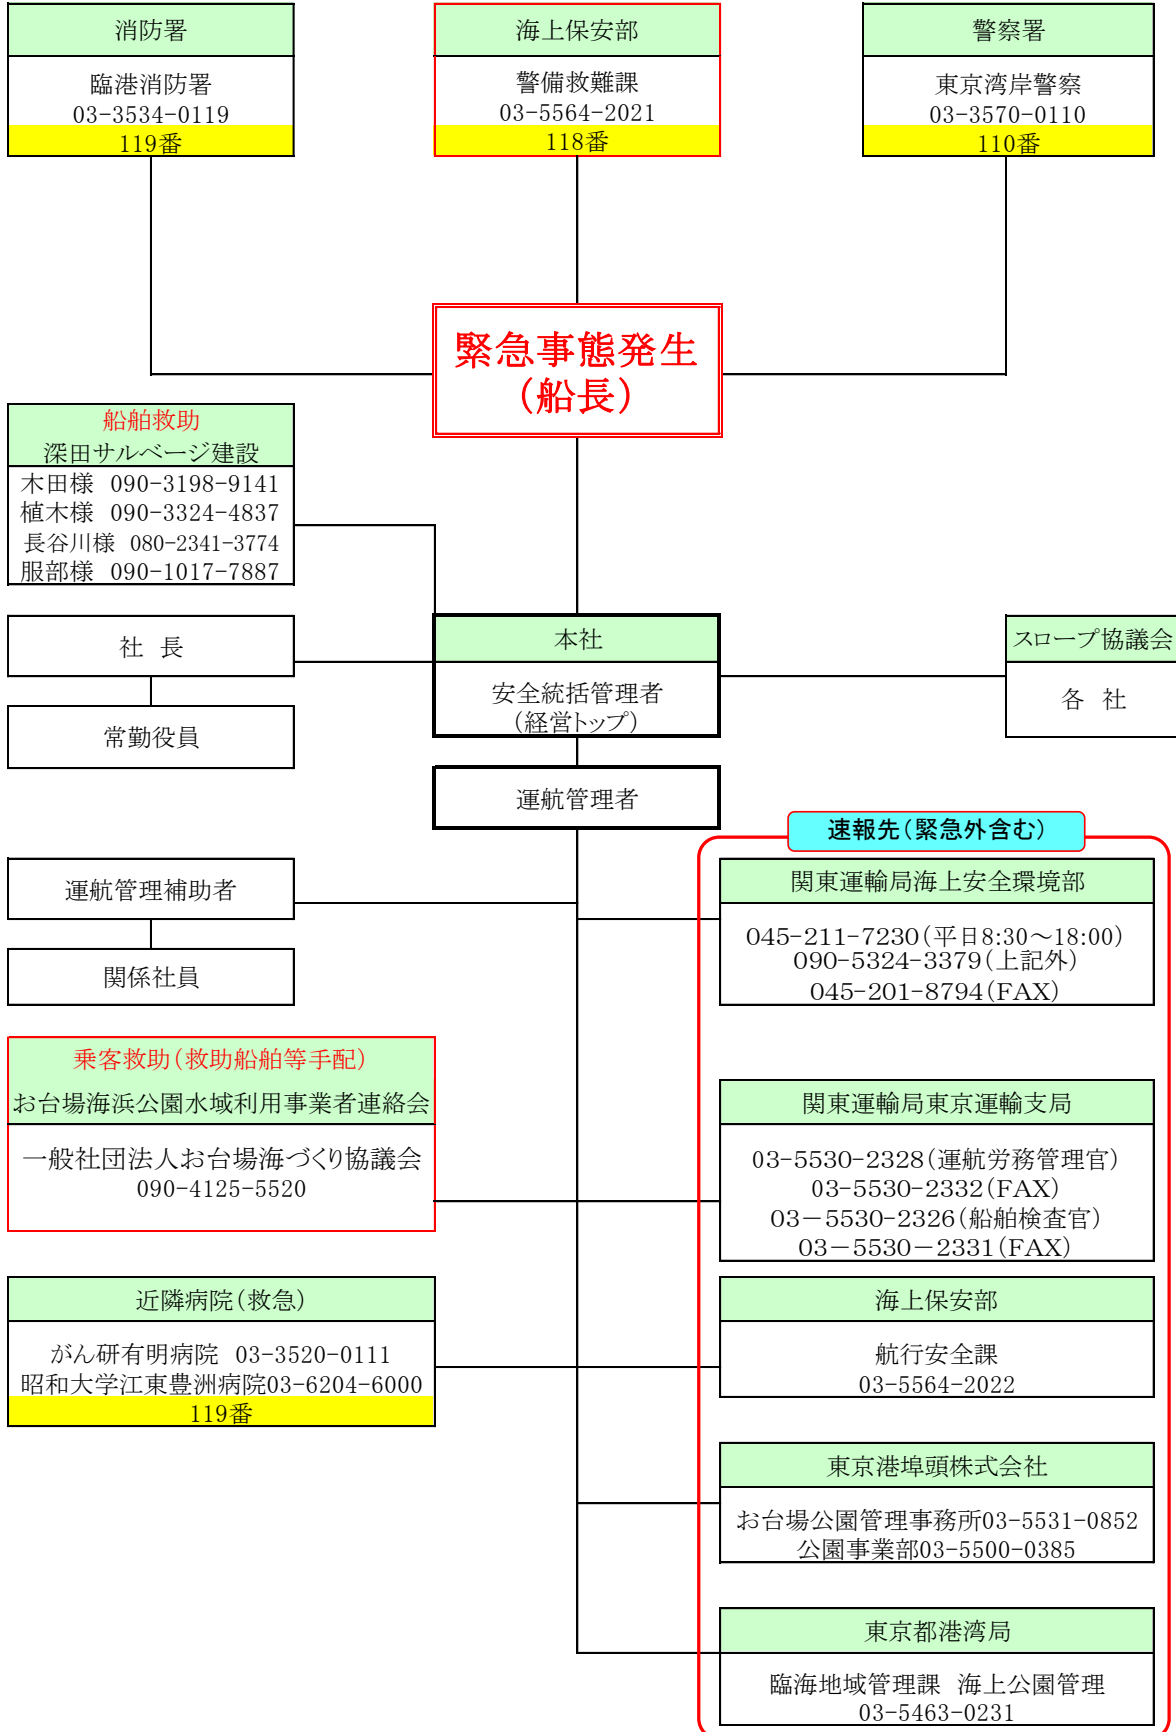 消防署
臨港消防署
03-3534-0119
119番
海上保安部
警備救難課
03-5564-2021
118番
警察署
東京湾岸警察
03-3570-0110
110番
緊急事態発生
（船長）
船舶救助
深田サルベージ建設
木田様 090-3198-9141
植木様 090-3324-4837
長谷川様 080-2341-3774
服部様 090-1017-7887
社 長
常勤役員
本社
安全統括管理者
（経営トップ）
スロープ協議会
各 社
運航管理者
運航管理補助者
関係社員
速報先（緊急外含む）
関東運輸局海上安全環境部
045-211-7230（平日8:30～18:00）
090-5324-3379（上記外）
045-201-8794（FAX）
乗客救助（救助船舶等手配）
お台場海浜公園水域利用事業者連絡会
一般社団法人お台場海づくり協議会
090-4125-5520
関東運輸局東京運輸支局
03-5530-2328（運航労務管理官）
03-5530-2332（FAX）
03－5530-2326（船舶検査官）
03－5530－2331（FAX）
近隣病院（救急）
がん研有明病院 03-3520-0111
昭和大学江東豊洲病院03-6204-6000
119番
海上保安部
航行安全課
03-5564-2022
東京港埠頭株式会社
お台場公園管理事務所03-5531-0852
公園事業部03-5500-0385
東京都港湾局
臨海地域管理課 海上公園管理
03-5463-0231